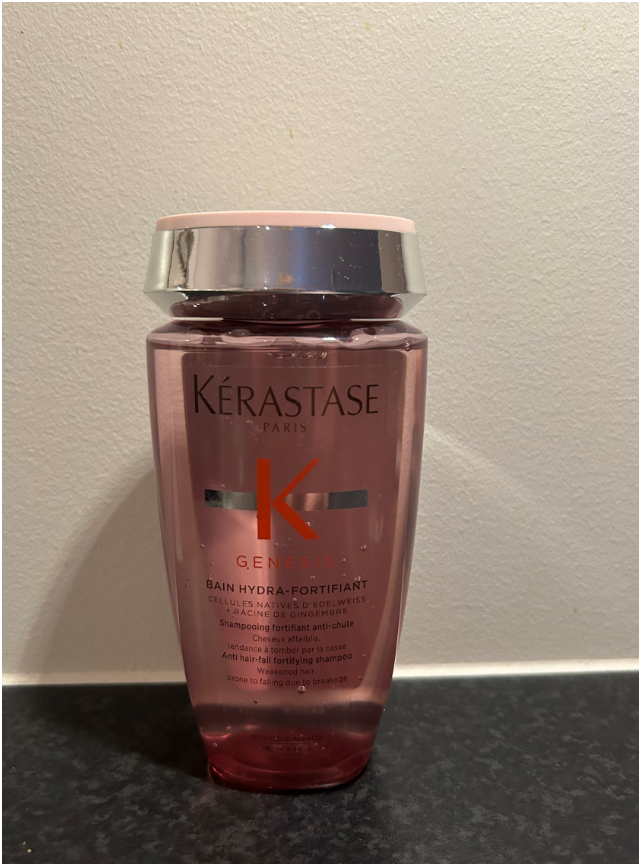 KÉRASTASE
PARIS
K
GENESIS
BAIN HYDRA-FORTIFIANT
CELLULES NATIVES D'EDELWEISS
+ RACINE DE GINGEMBRE
Shampooing fortifiant anti-chute
Cheveux affaiblis,
tendance à tomber par la casse
Anti hair-fall fortifying shampoo
Weakened hair,
prone to falling due to breakage